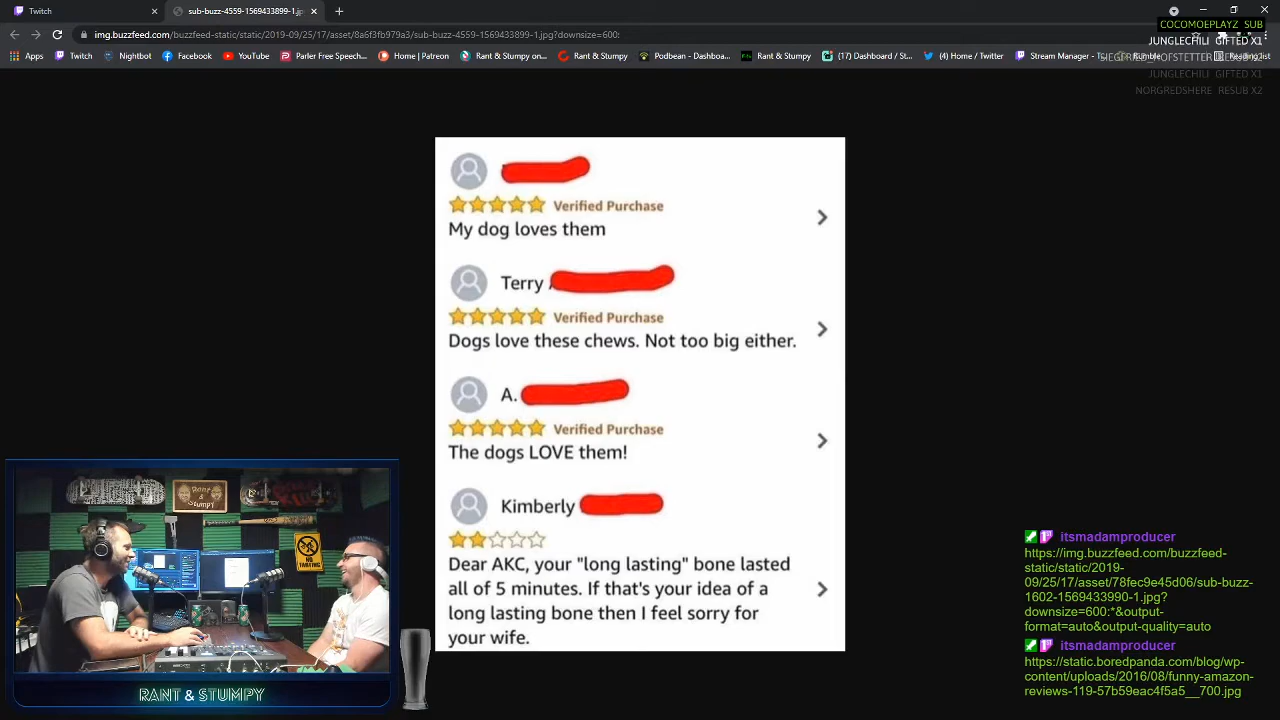 Twitch
sub-buzz-4559-1569433899-1.jp
img.buzzfeed.com/buzzfeed-static/static/2019-09/25/17/asset/8a6f3fb979a3/sub-buzz-4559-1569433899-1.jpg?downsize=600:
COCOMOEPLAYZ SUB
JUNGLECHILI GIFTED X1
Apps
Twitch
Nightbot
Facebook
YouTube
Parler Free Speech...
Home | Patreon
Rant & Stumpy on...
Rant & Stumpy
Podbean - Dashboa...
Rant & Stumpy
(17) Dashboard / St...
(4) Home / Twitter
Stream Manager - T
JUNGLECHILI GIFTED X1
NORGREDSHERE RESUB X2
Verified Purchase
My dog loves them
Terry
Verified Purchase
Dogs love these chews. Not too big either.
A.
Verified Purchase
The dogs LOVE them!
Kimberly
Dear AKC, your "long lasting" bone lasted
all of 5 minutes. If that's your idea of a
long lasting bone then I feel sorry for
your wife.
RANT & STUMPY
itsmadamproducer
https://img.buzzfeed.com/buzzfeed-
static/static/2019-
09/25/17/asset/78fec9e45d06/sub-buzz-
1602-1569433990-1.jpg?
downsize=600:*&output-
format=auto&output-quality=auto
itsmadamproducer
https://static.boredpanda.com/blog/wp-
content/uploads/2016/08/funny-amazon-
reviews-119-57b59eac4f5a5__700.jpg